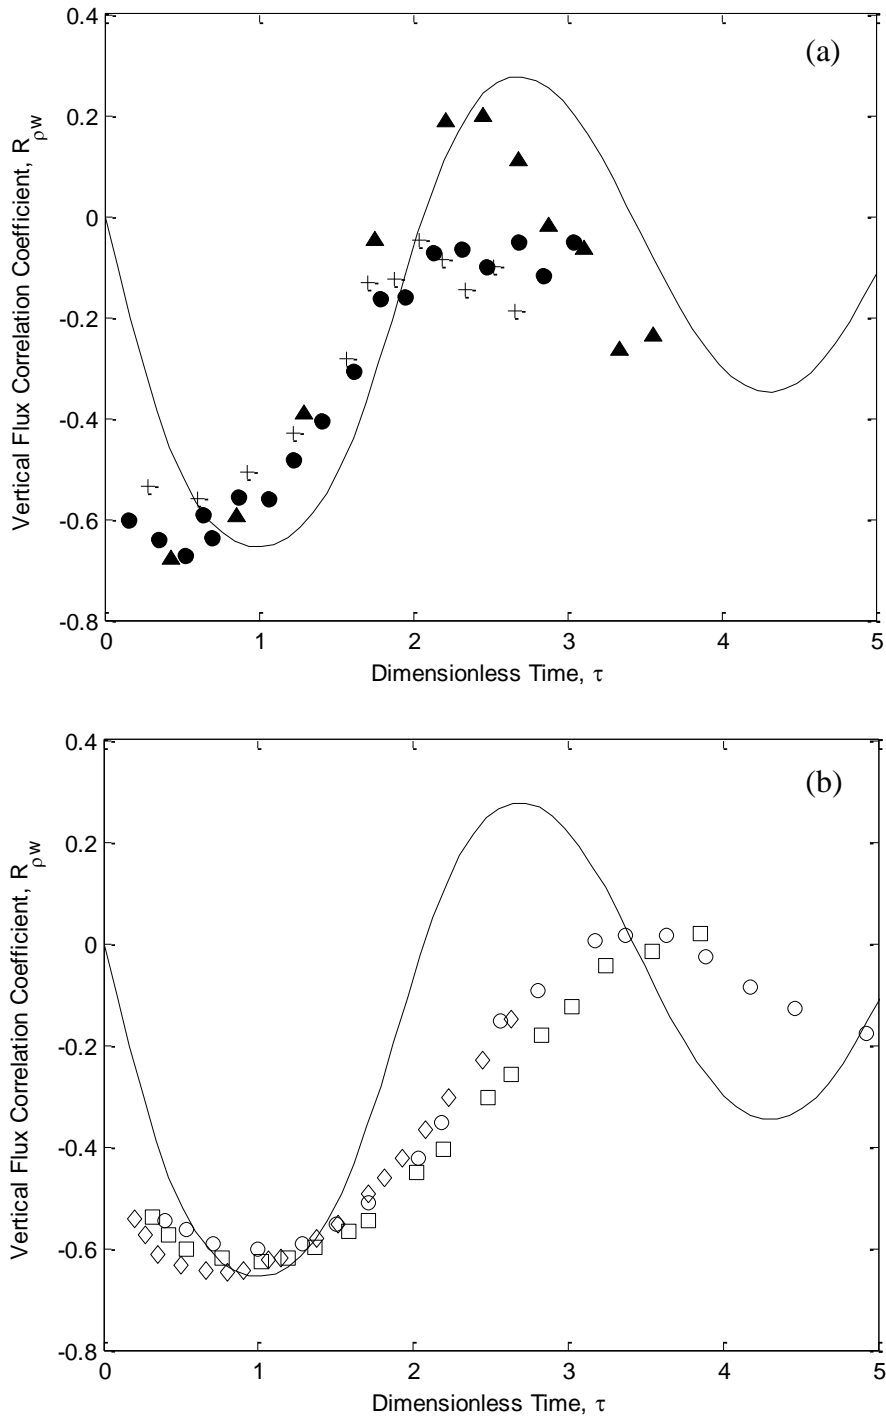 0.4
(a)
0.2
0
-0.2
-0.4
-0.6
-0.8
Vertical Flux Correlation Coefficient, RρW
0 1 2 3 4 5
Dimensionless Time, τ
0.4
(b)
0.2
0
-0.2
-0.4
-0.6
-0.8
Vertical Flux Correlation Coefficient, RρW
0 1 2 3 4 5
Dimensionless Time, τ